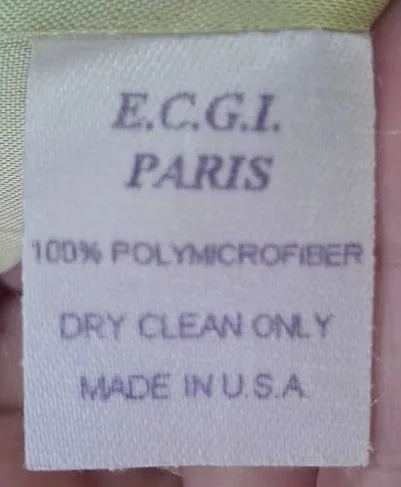 E.C.G.I.
PARIS
100% POLYMICROFIBER
DRY CLEAN ONLY
MADE IN U.S.A